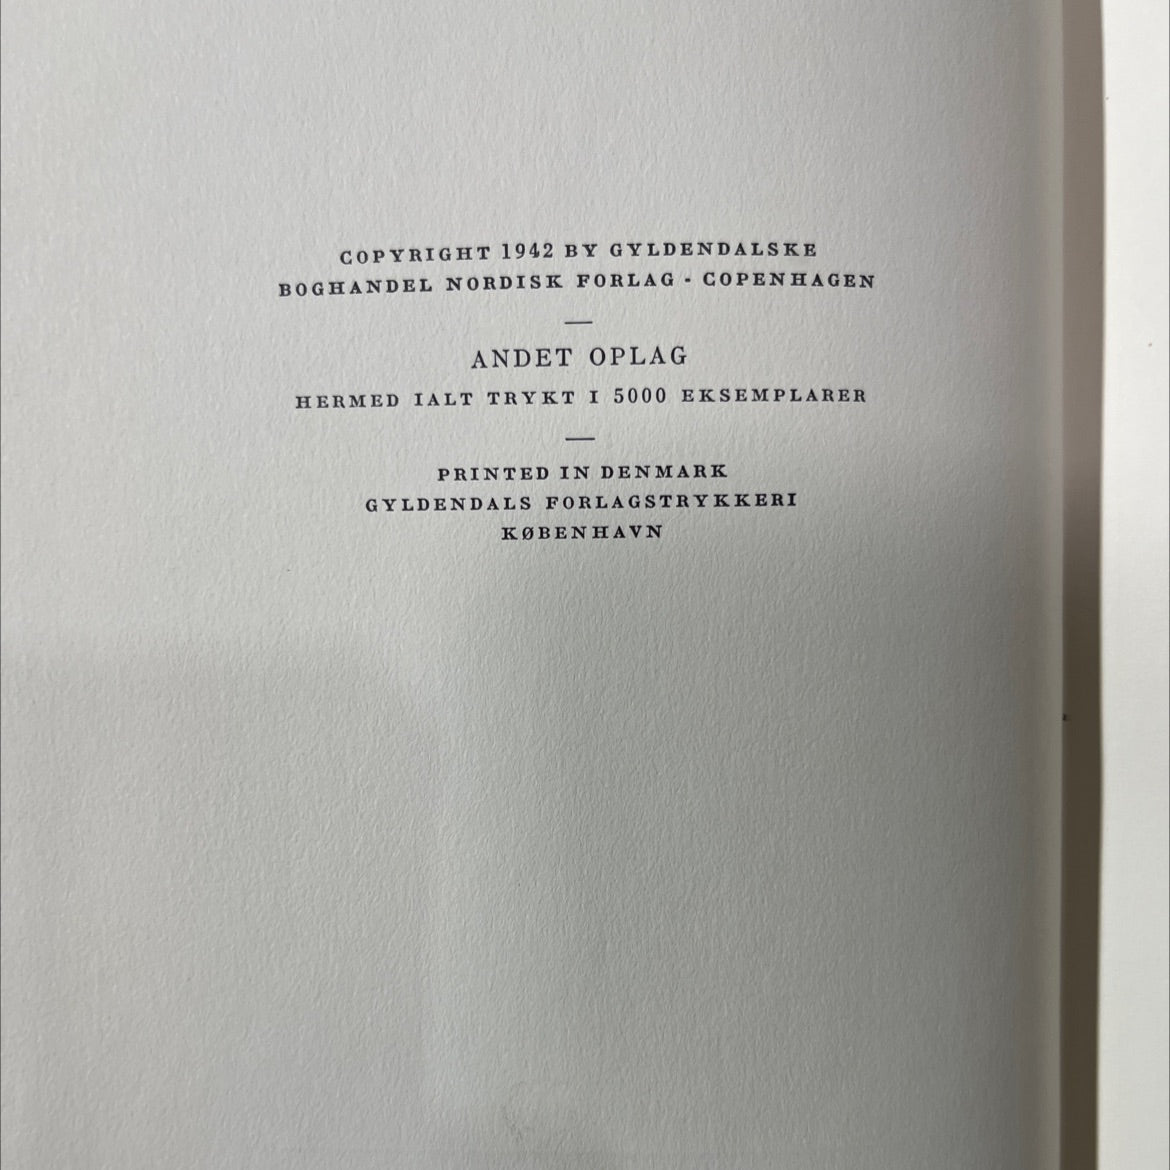 COPYRIGHT 1942 BY GYLDENDALSKE
BOGHANDEL NORDISK FORLAG · COPENHAGEN
ANDET OPLAG
HERMED IALT TRYKT I 5000 EKSEMPLARER
PRINTED IN DENMARK
GYLDENDALS FORLAGSTRYKKERI
KØBENHAVN